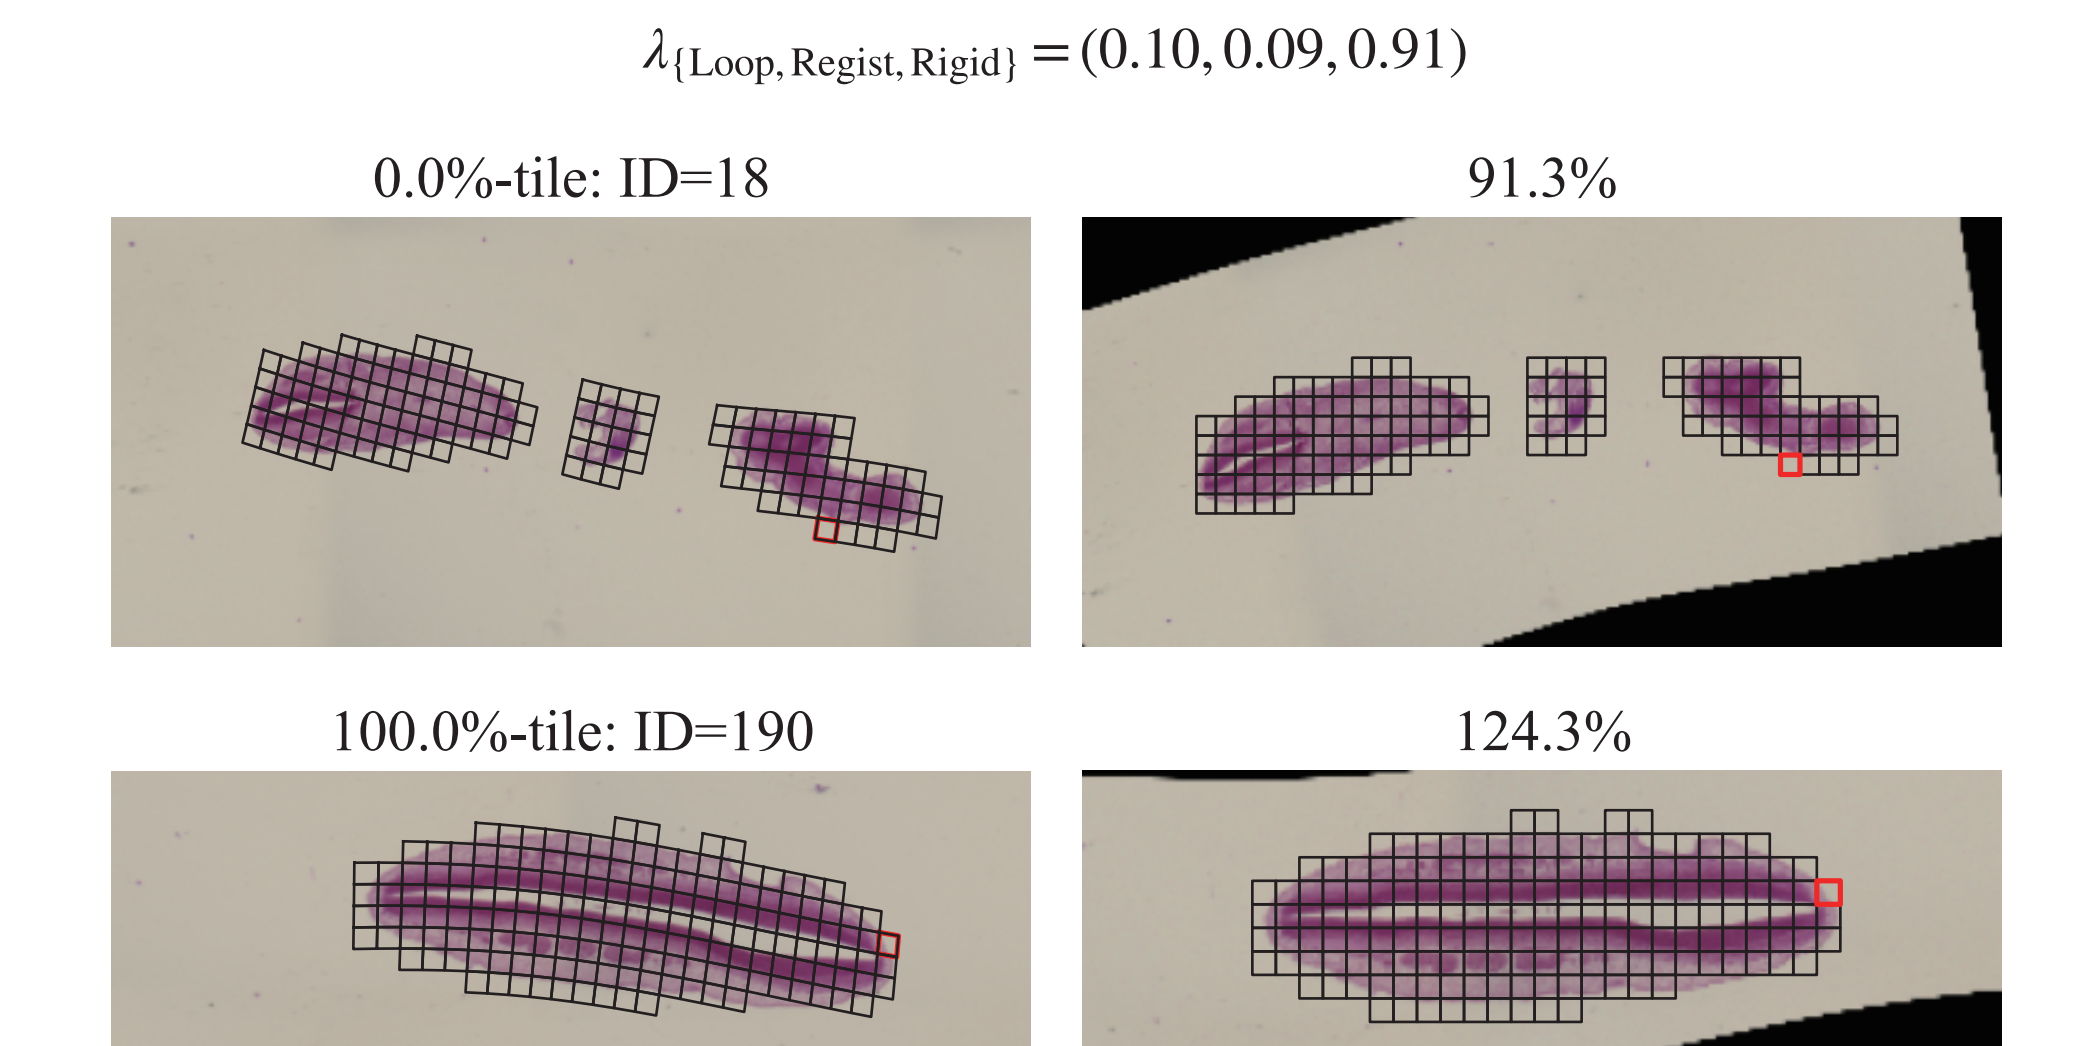 λ{Loop, Regist, Rigid} = (0.10, 0.09, 0.91)
0.0%-tile: ID=18
91.3%
100.0%-tile: ID=190
124.3%